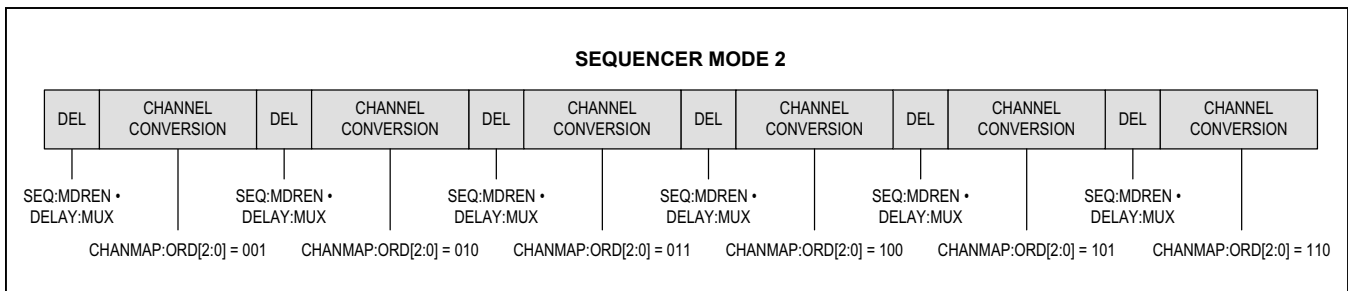 SEQUENCER MODE 2
DEL
CHANNEL
CONVERSION
DEL
CHANNEL
CONVERSION
DEL
CHANNEL
CONVERSION
DEL
CHANNEL
CONVERSION
DEL
CHANNEL
CONVERSION
DEL
CHANNEL
CONVERSION
SEQ:MDREN •
DELAY:MUX
SEQ:MDREN •
DELAY:MUX
SEQ:MDREN •
DELAY:MUX
SEQ:MDREN •
DELAY:MUX
SEQ:MDREN •
DELAY:MUX
SEQ:MDREN •
DELAY:MUX
CHANMAP:ORD[2:0] = 001
CHANMAP:ORD[2:0] = 010
CHANMAP:ORD[2:0] = 011
CHANMAP:ORD[2:0] = 100
CHANMAP:ORD[2:0] = 101
CHANMAP:ORD[2:0] = 110